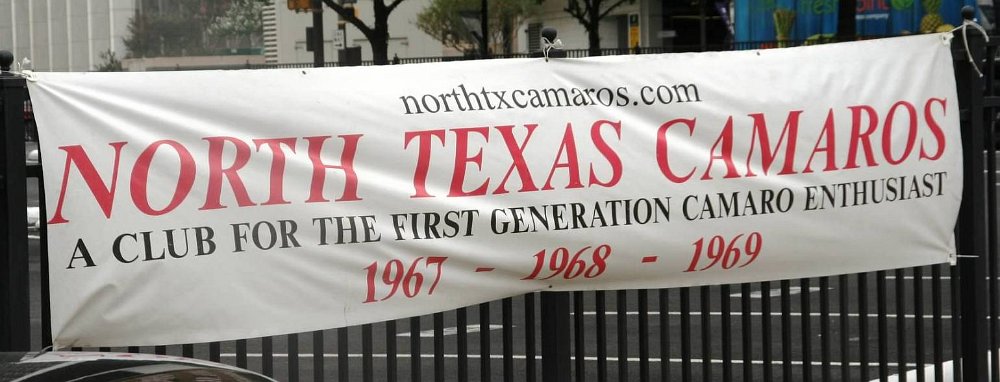 northtxcamaros.com
NORTH TEXAS CAMAROS
A CLUB FOR THE FIRST GENERATION CAMARO ENTHUSIAST
1967 - 1968 - 1969